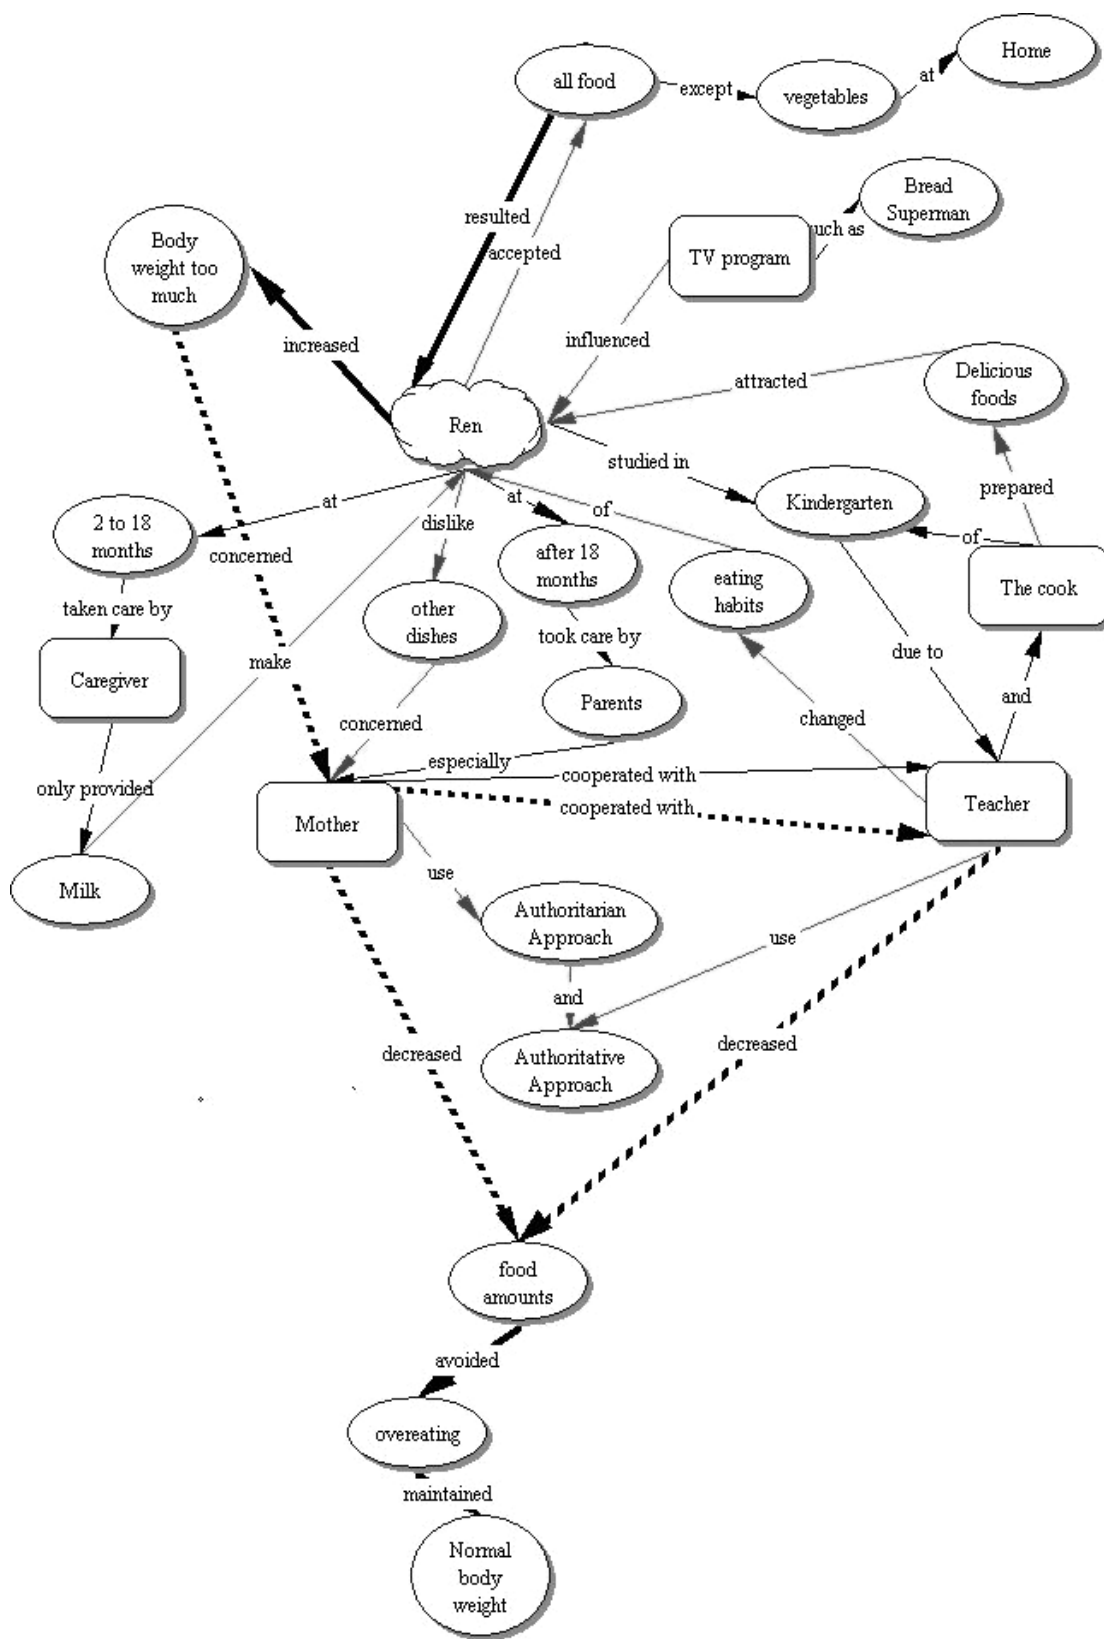 Home
all food
except
at
vegetables
Bread
Superman
resulted
uch as
Body
weight too
much
accepted
TV program
increased
influenced
attracted
Delicious
foods
Ren
studied in
at
at
Kindergarten
prepared
2 to 18
months
dislike
of
of
concerned
after 18
months
eating
habits
The cook
taken care by
other
dishes
took care by
due to
make
Caregiver
Parents
and
concerned
changed
especially
only provided
cooperated with
cooperated with
Mother
Teacher
use
Milk
Authoritarian
Approach
use
and
decreased
decreased
Authoritative
Approach
food
amounts
avoided
overeating
maintained
Normal
body
weight